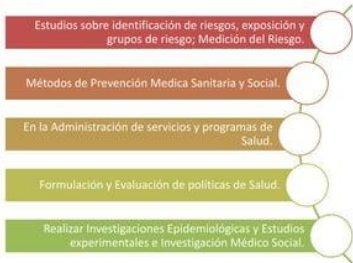 Estudios sobre identificación de riesgos, exposición y
grupos de riesgo; Medición del Riesgo.
Métodos de Prevención Medica Sanitaria y Social.
En la Administración de servicios y programas de
Salud.
Formulación y Evaluación de políticas de Salud.
Realizar Investigaciones Epidemiológicas y Estudios
experimentales e Investigación Médico Social.